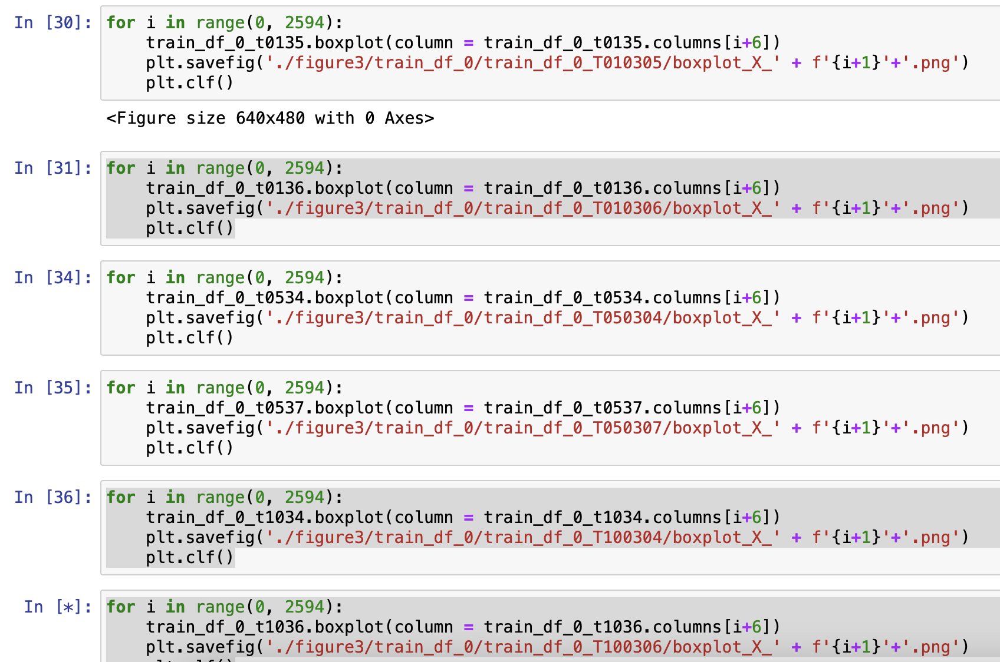 In [30]: for i in range(0, 2594):
    train_df_0_t0135.boxplot(column = train_df_0_t0135.columns[i+6])
    plt.savefig('./figure3/train_df_0/train_df_0_T010305/boxplot_X_' + f'{i+1}'+'.png')
    plt.clf()
<Figure size 640x480 with 0 Axes>
In [31]: for i in range(0, 2594):
    train_df_0_t0136.boxplot(column = train_df_0_t0136.columns[i+6])
    plt.savefig('./figure3/train_df_0/train_df_0_T010306/boxplot_X_' + f'{i+1}'+'.png')
    plt.clf()
In [34]: for i in range(0, 2594):
    train_df_0_t0534.boxplot(column = train_df_0_t0534.columns[i+6])
    plt.savefig('./figure3/train_df_0/train_df_0_T050304/boxplot_X_' + f'{i+1}'+'.png')
    plt.clf()
In [35]: for i in range(0, 2594):
    train_df_0_t0537.boxplot(column = train_df_0_t0537.columns[i+6])
    plt.savefig('./figure3/train_df_0/train_df_0_T050307/boxplot_X_' + f'{i+1}'+'.png')
    plt.clf()
In [36]: for i in range(0, 2594):
    train_df_0_t1034.boxplot(column = train_df_0_t1034.columns[i+6])
    plt.savefig('./figure3/train_df_0/train_df_0_T100304/boxplot_X_' + f'{i+1}'+'.png')
    plt.clf()
In [*]: for i in range(0, 2594):
    train_df_0_t1036.boxplot(column = train_df_0_t1036.columns[i+6])
    plt.savefig('./figure3/train_df_0/train_df_0_T100306/boxplot_X_' + f'{i+1}'+'.png')